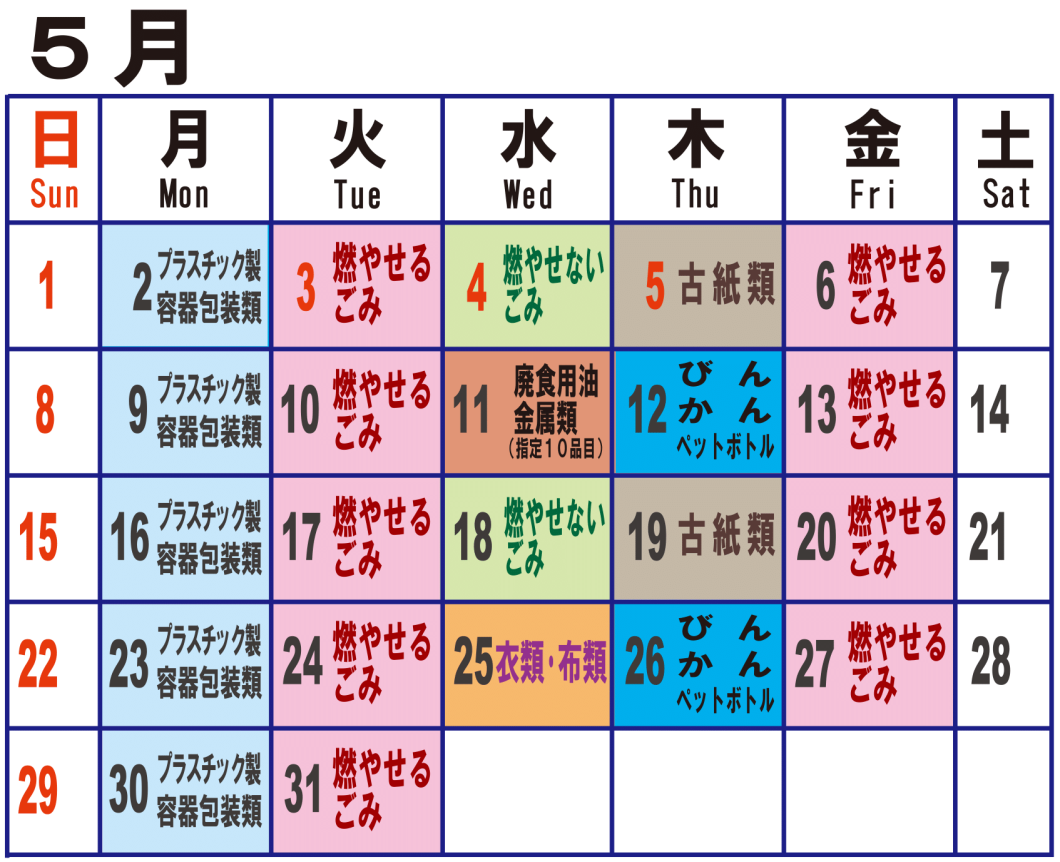 5月
日 月 火 水 木 金 土
Sun Mon Tue Wed Thu Fri Sat
1
2 プラスチック製
容器包装類
3 燃やせる
ごみ
4 燃やせない
ごみ
5 古紙類
6 燃やせる
ごみ
7
8
9 プラスチック製
容器包装類
10 燃やせる
ごみ
11 廃食用油
金属類
(指定10品目)
12 びん
かん
ペットボトル
13 燃やせる
ごみ
14
15
16 プラスチック製
容器包装類
17 燃やせる
ごみ
18 燃やせない
ごみ
19 古紙類
20 燃やせる
ごみ
21
22
23 プラスチック製
容器包装類
24 燃やせる
ごみ
25 衣類・布類
26 びん
かん
ペットボトル
27 燃やせる
ごみ
28
29
30 プラスチック製
容器包装類
31 燃やせる
ごみ